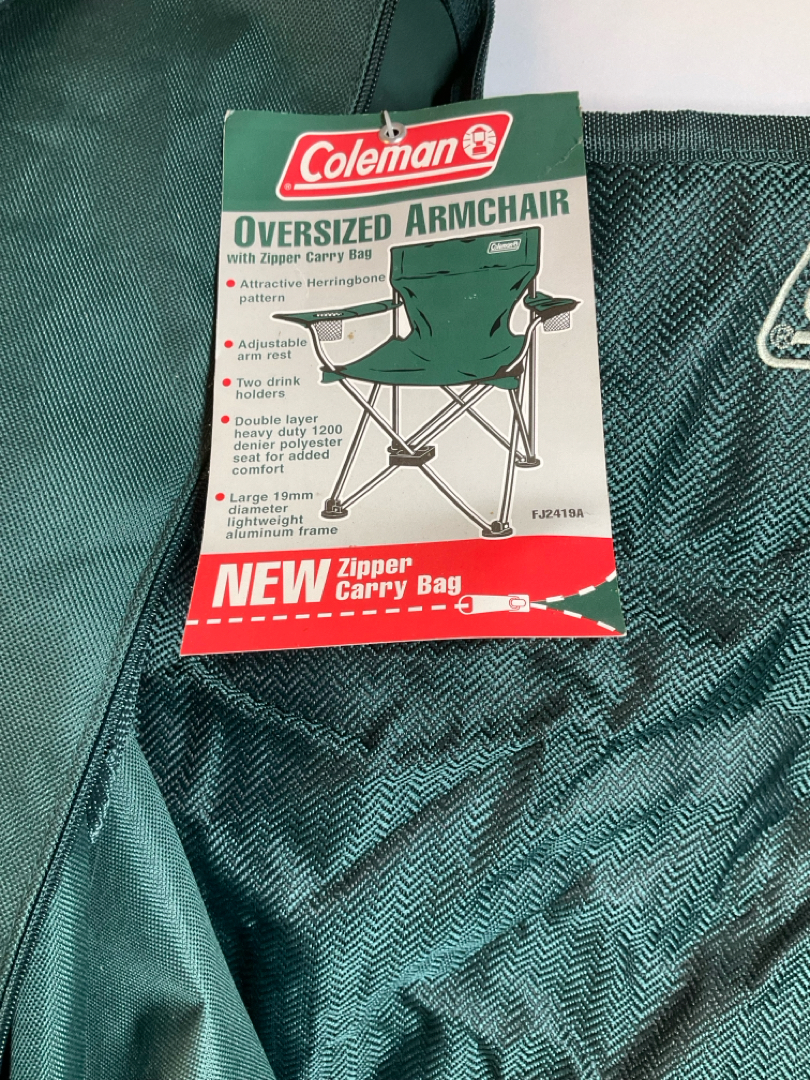 Coleman
®
OVERSIZED ARMCHAIR
with Zipper Carry Bag
Coleman
• Attractive Herringbone
pattern
• Adjustable
arm rest
• Two drink
holders
• Double layer
heavy duty 1200
denier polyester
seat for added
comfort
• Large 19mm
diameter
lightweight
aluminum frame
FJ2419A
NEW Zipper
Carry Bag
®